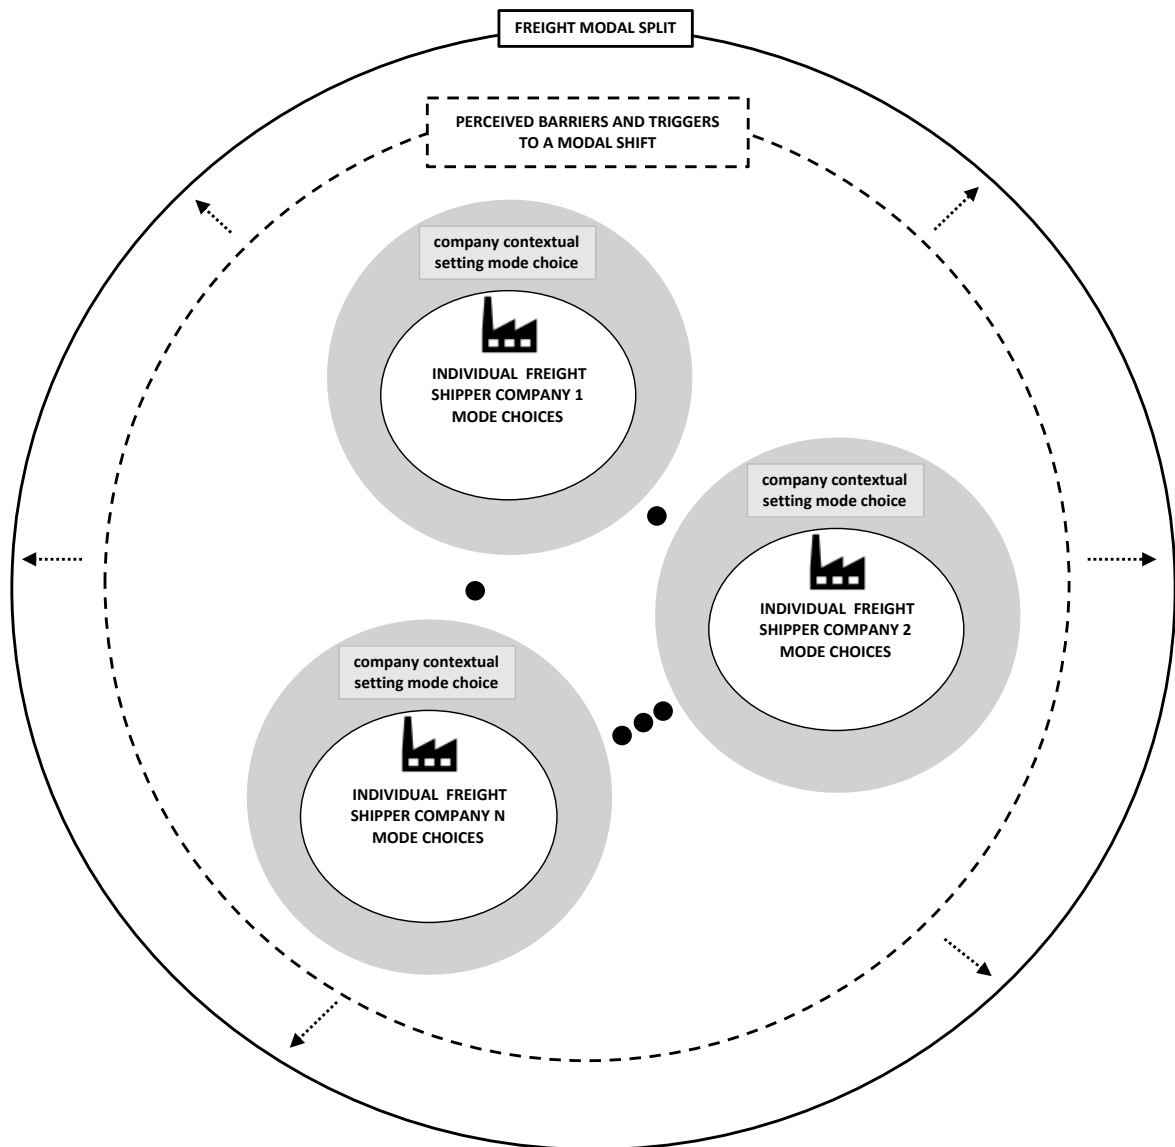 FREIGHT MODAL SPLIT
PERCEIVED BARRIERS AND TRIGGERS
TO A MODAL SHIFT
company contextual
setting mode choice
INDIVIDUAL FREIGHT
SHIPPER COMPANY 1
MODE CHOICES
company contextual
setting mode choice
INDIVIDUAL FREIGHT
SHIPPER COMPANY 2
MODE CHOICES
company contextual
setting mode choice
INDIVIDUAL FREIGHT
SHIPPER COMPANY N
MODE CHOICES